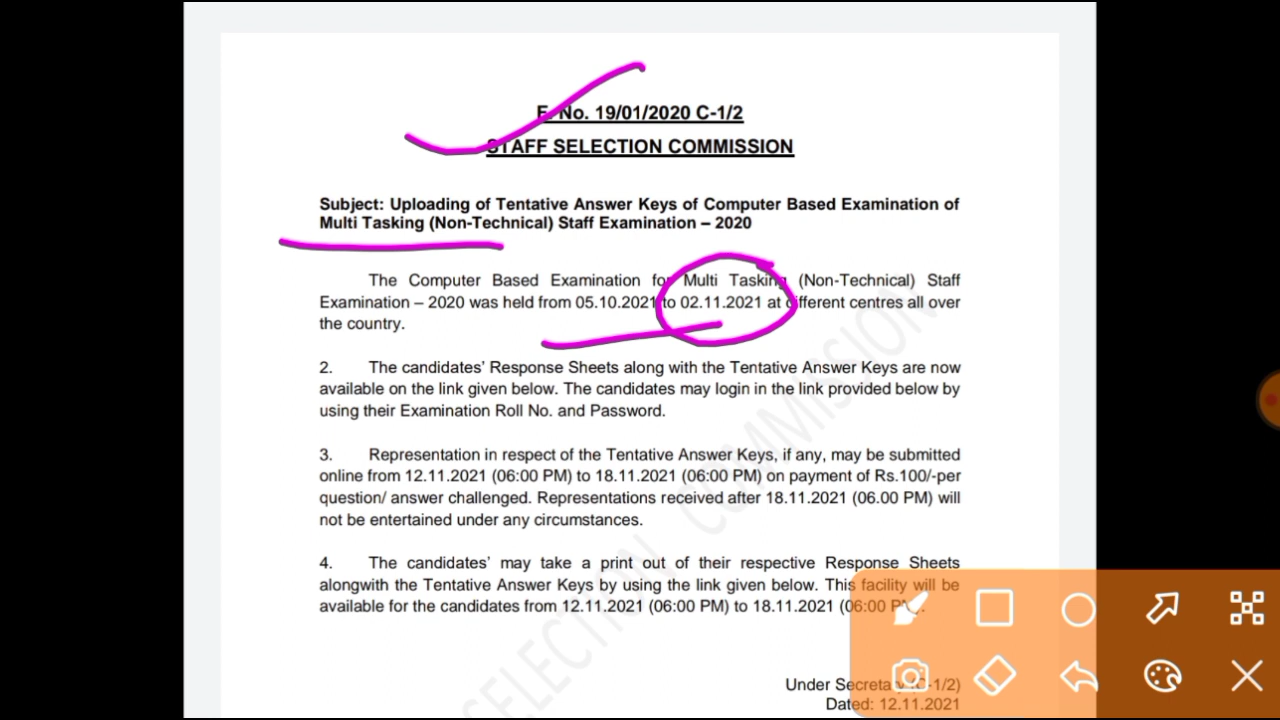 F. No. 19/01/2020 C-1/2
STAFF SELECTION COMMISSION
Subject: Uploading of Tentative Answer Keys of Computer Based Examination of
Multi Tasking (Non-Technical) Staff Examination – 2020
The Computer Based Examination for Multi Tasking (Non-Technical) Staff
Examination – 2020 was held from 05.10.2021 to 02.11.2021 at different centres all over
the country.
2. The candidates' Response Sheets along with the Tentative Answer Keys are now
available on the link given below. The candidates may login in the link provided below by
using their Examination Roll No. and Password.
3. Representation in respect of the Tentative Answer Keys, if any, may be submitted
online from 12.11.2021 (06:00 PM) to 18.11.2021 (06:00 PM) on payment of Rs.100/-per
question/ answer challenged. Representations received after 18.11.2021 (06.00 PM) will
not be entertained under any circumstances.
4. The candidates' may take a print out of their respective Response Sheets
alongwith the Tentative Answer Keys by using the link given below. This facility will be
available for the candidates from 12.11.2021 (06:00 PM) to 18.11.2021 (06:00 PM).
Under Secretary (C-1/2)
Dated: 12.11.2021
SELECTION COMMISSION